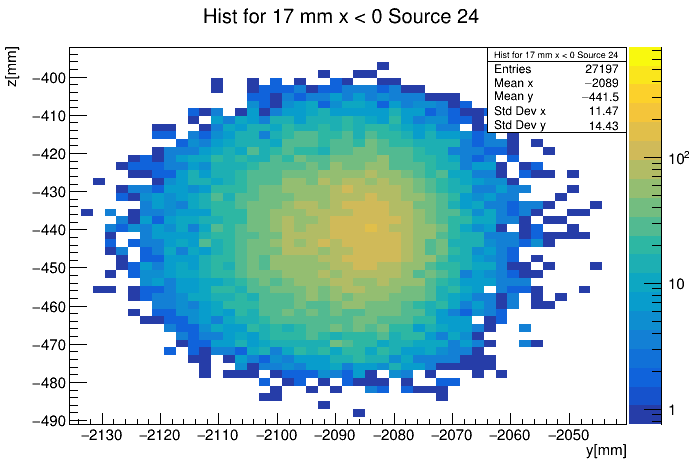 Hist for 17 mm x < 0 Source 24
z[mm]
Hist for 17 mm x < 0 Source 24
Entries 27197
Mean x −2089
Mean y −441.5
Std Dev x 11.47
Std Dev y 14.43
−400
−410
−420
−430
−440
−450
−460
−470
−480
−490
10²
10
1
−2130 −2120 −2110 −2100 −2090 −2080 −2070 −2060 −2050
y[mm]